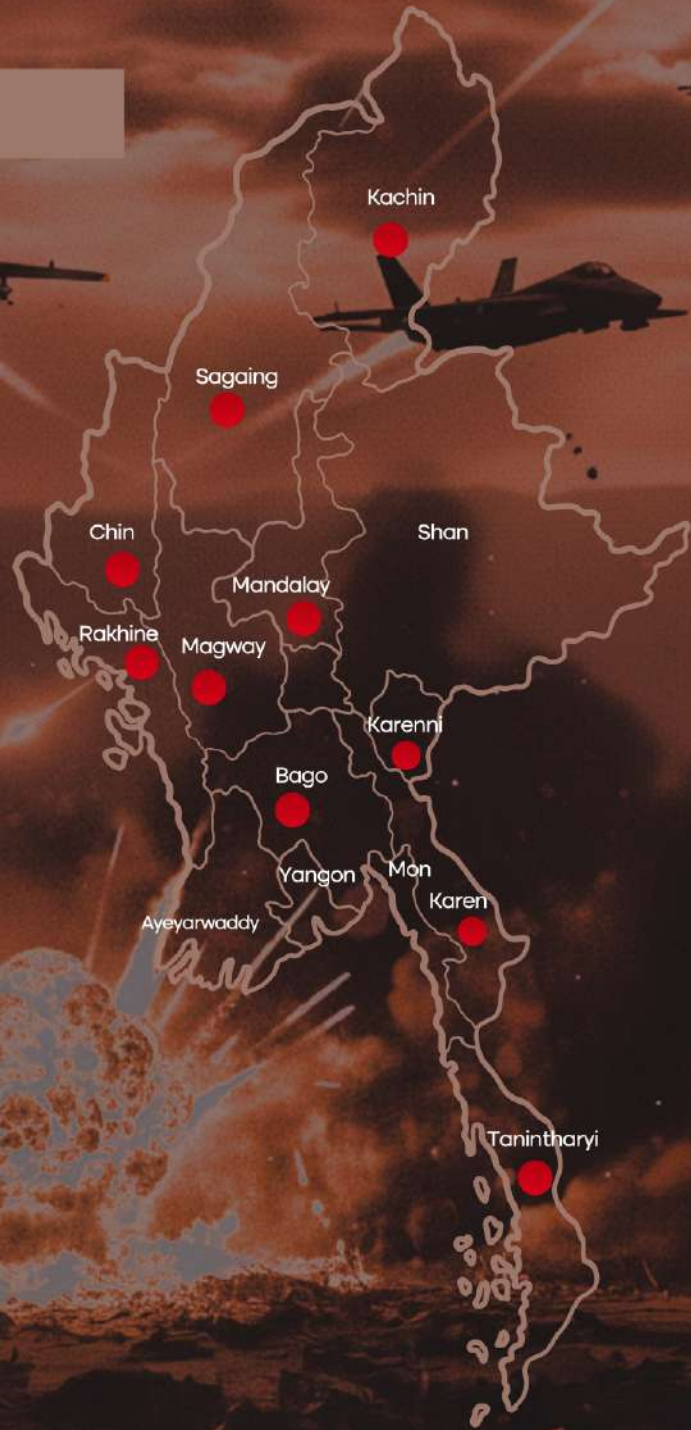 Kachin
Sagaing
Chin
Shan
Mandalay
Rakhine
Magway
Karenni
Bago
Mon
Yangon
Karen
Ayeyarwaddy
Tanintharyi